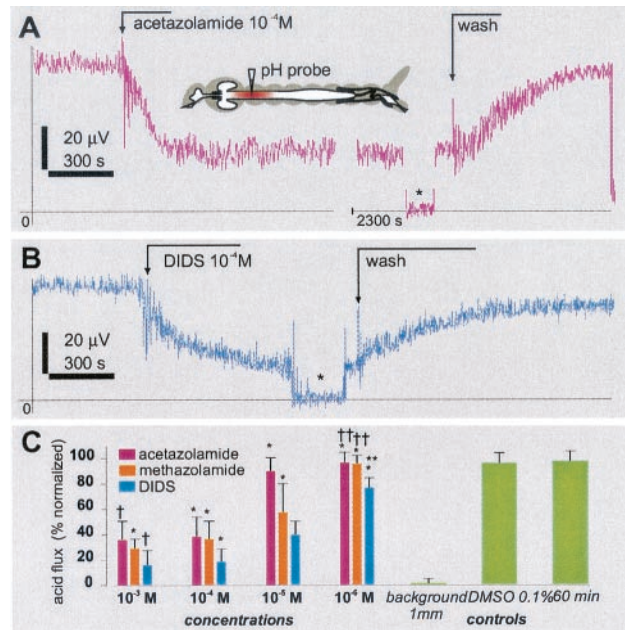 A
acetazolamide 10⁻⁴M
wash
pH probe
20 µV
300 s
*
0
2300 s
B
DIDS 10⁻⁴M
wash
20 µV
300 s
*
0
C
acid flux (% normalized)
100
80
60
40
20
0
acetazolamide
methazolamide
DIDS
† * †
* * *
* *
†† †† **
* * *
10⁻³ M 10⁻⁴ M 10⁻⁵ M 10⁻⁶ M
background DMSO 0.1% 60 min
1mm
concentrations controls